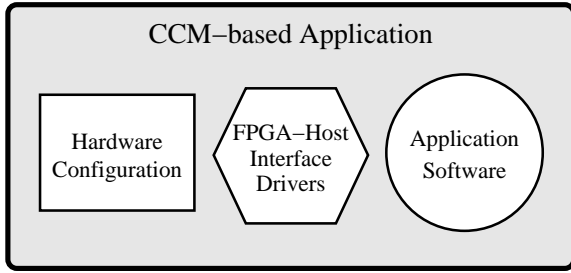 CCM–based Application
Hardware
Configuration
FPGA–Host
Interface
Drivers
Application
Software